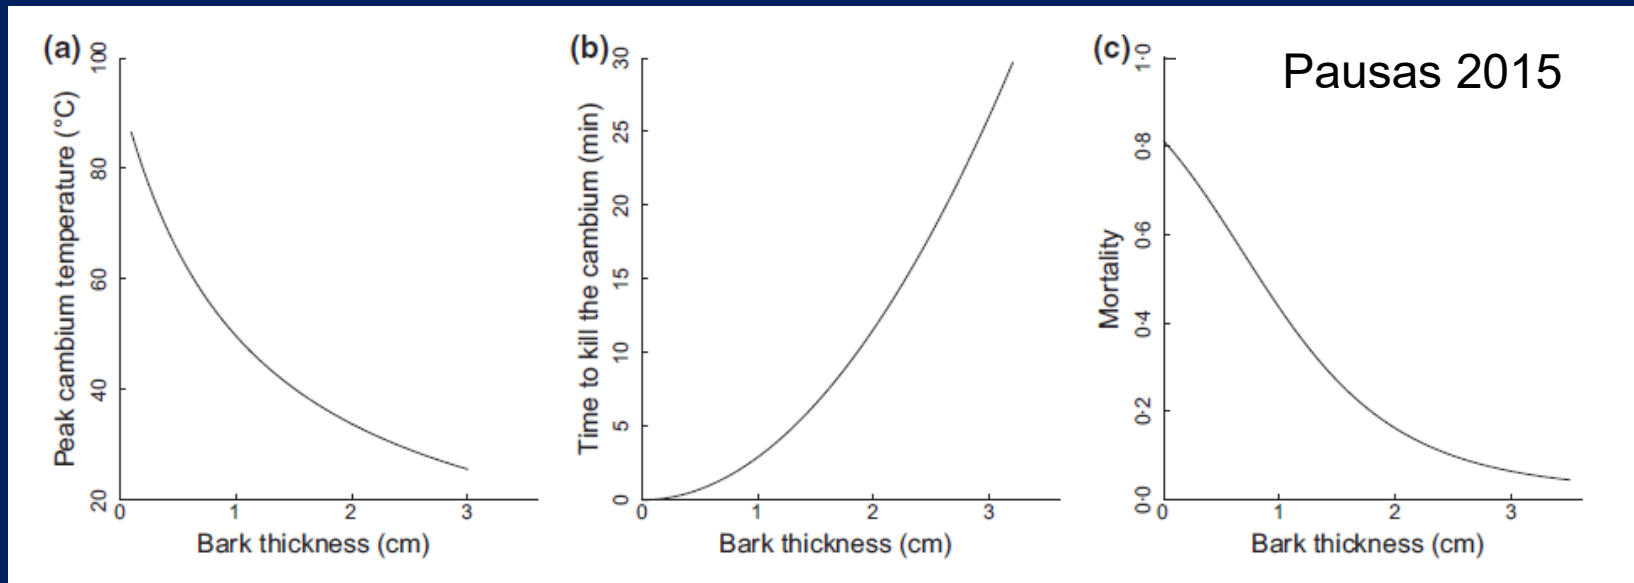 (a)
100
80
60
40
20
Peak cambium temperature (°C)
0 1 2 3
Bark thickness (cm)
(b)
30
25
20
15
10
5
0
Time to kill the cambium (min)
0 1 2 3
Bark thickness (cm)
(c)
Pausas 2015
1·0
0·8
0·6
0·4
0·2
0·0
Mortality
0 1 2 3
Bark thickness (cm)